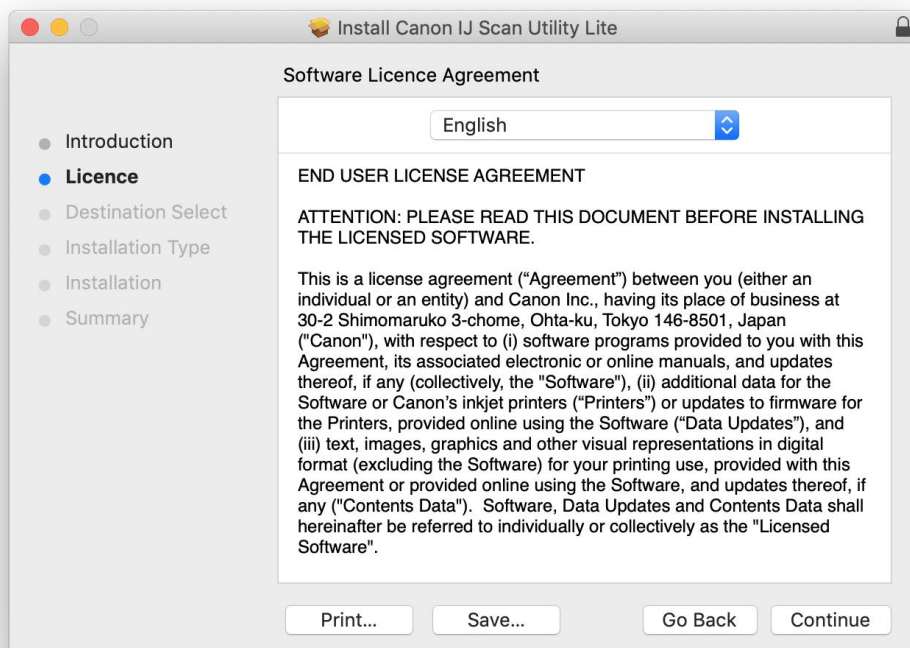 Install Canon IJ Scan Utility Lite
Software Licence Agreement
Introduction
Licence
Destination Select
Installation Type
Installation
Summary
English
END USER LICENSE AGREEMENT
ATTENTION: PLEASE READ THIS DOCUMENT BEFORE INSTALLING
THE LICENSED SOFTWARE.
This is a license agreement (“Agreement”) between you (either an
individual or an entity) and Canon Inc., having its place of business at
30-2 Shimomaruko 3-chome, Ohta-ku, Tokyo 146-8501, Japan
("Canon"), with respect to (i) software programs provided to you with this
Agreement, its associated electronic or online manuals, and updates
thereof, if any (collectively, the "Software"), (ii) additional data for the
Software or Canon’s inkjet printers (“Printers”) or updates to firmware for
the Printers, provided online using the Software (“Data Updates”), and
(iii) text, images, graphics and other visual representations in digital
format (excluding the Software) for your printing use, provided with this
Agreement or provided online using the Software, and updates thereof, if
any ("Contents Data").  Software, Data Updates and Contents Data shall
hereinafter be referred to individually or collectively as the "Licensed
Software".
Print...
Save...
Go Back
Continue